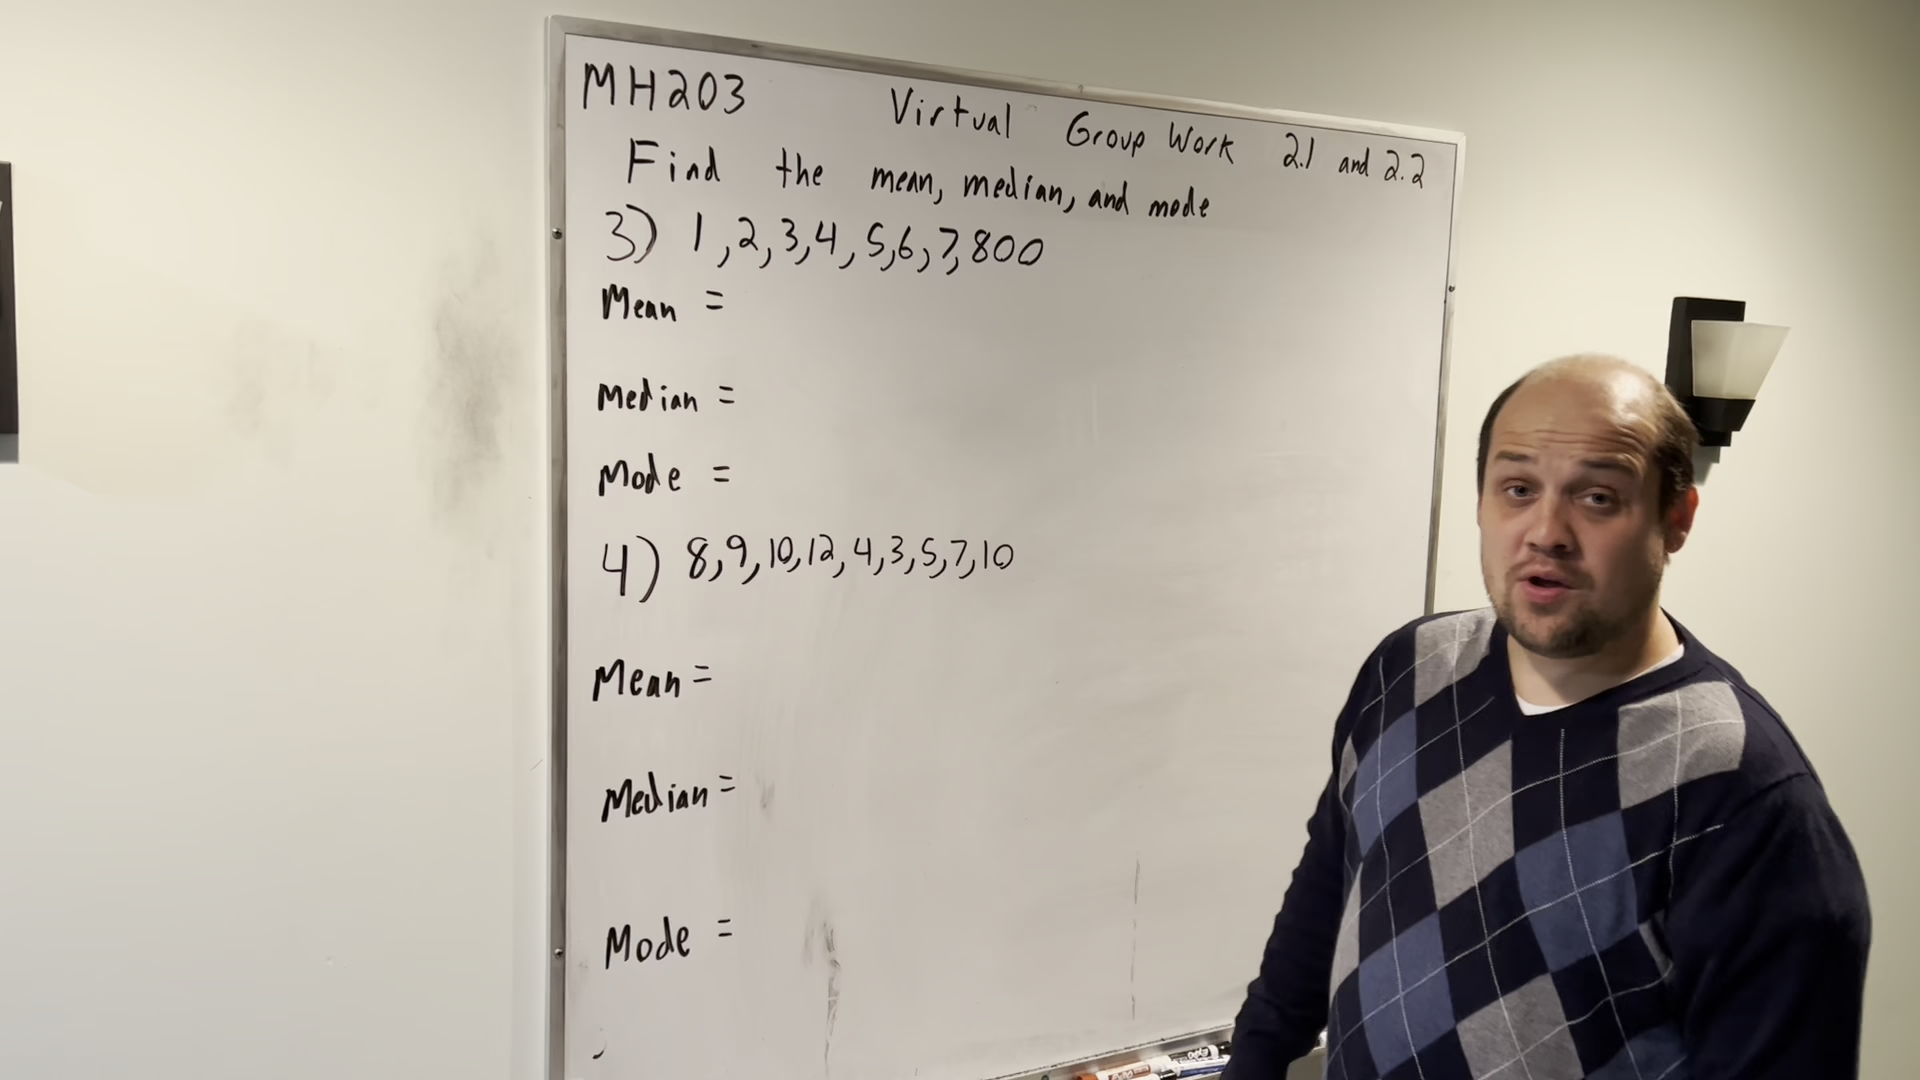 MH203
Virtual Group Work 2.1 and 2.2
Find the mean, median, and mode
3) 1, 2, 3, 4, 5, 6, 7, 800
Mean =
Median =
Mode =
4) 8, 9, 10, 12, 4, 3, 5, 7, 10
Mean =
Median =
Mode =